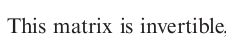 This matrix is invertible,